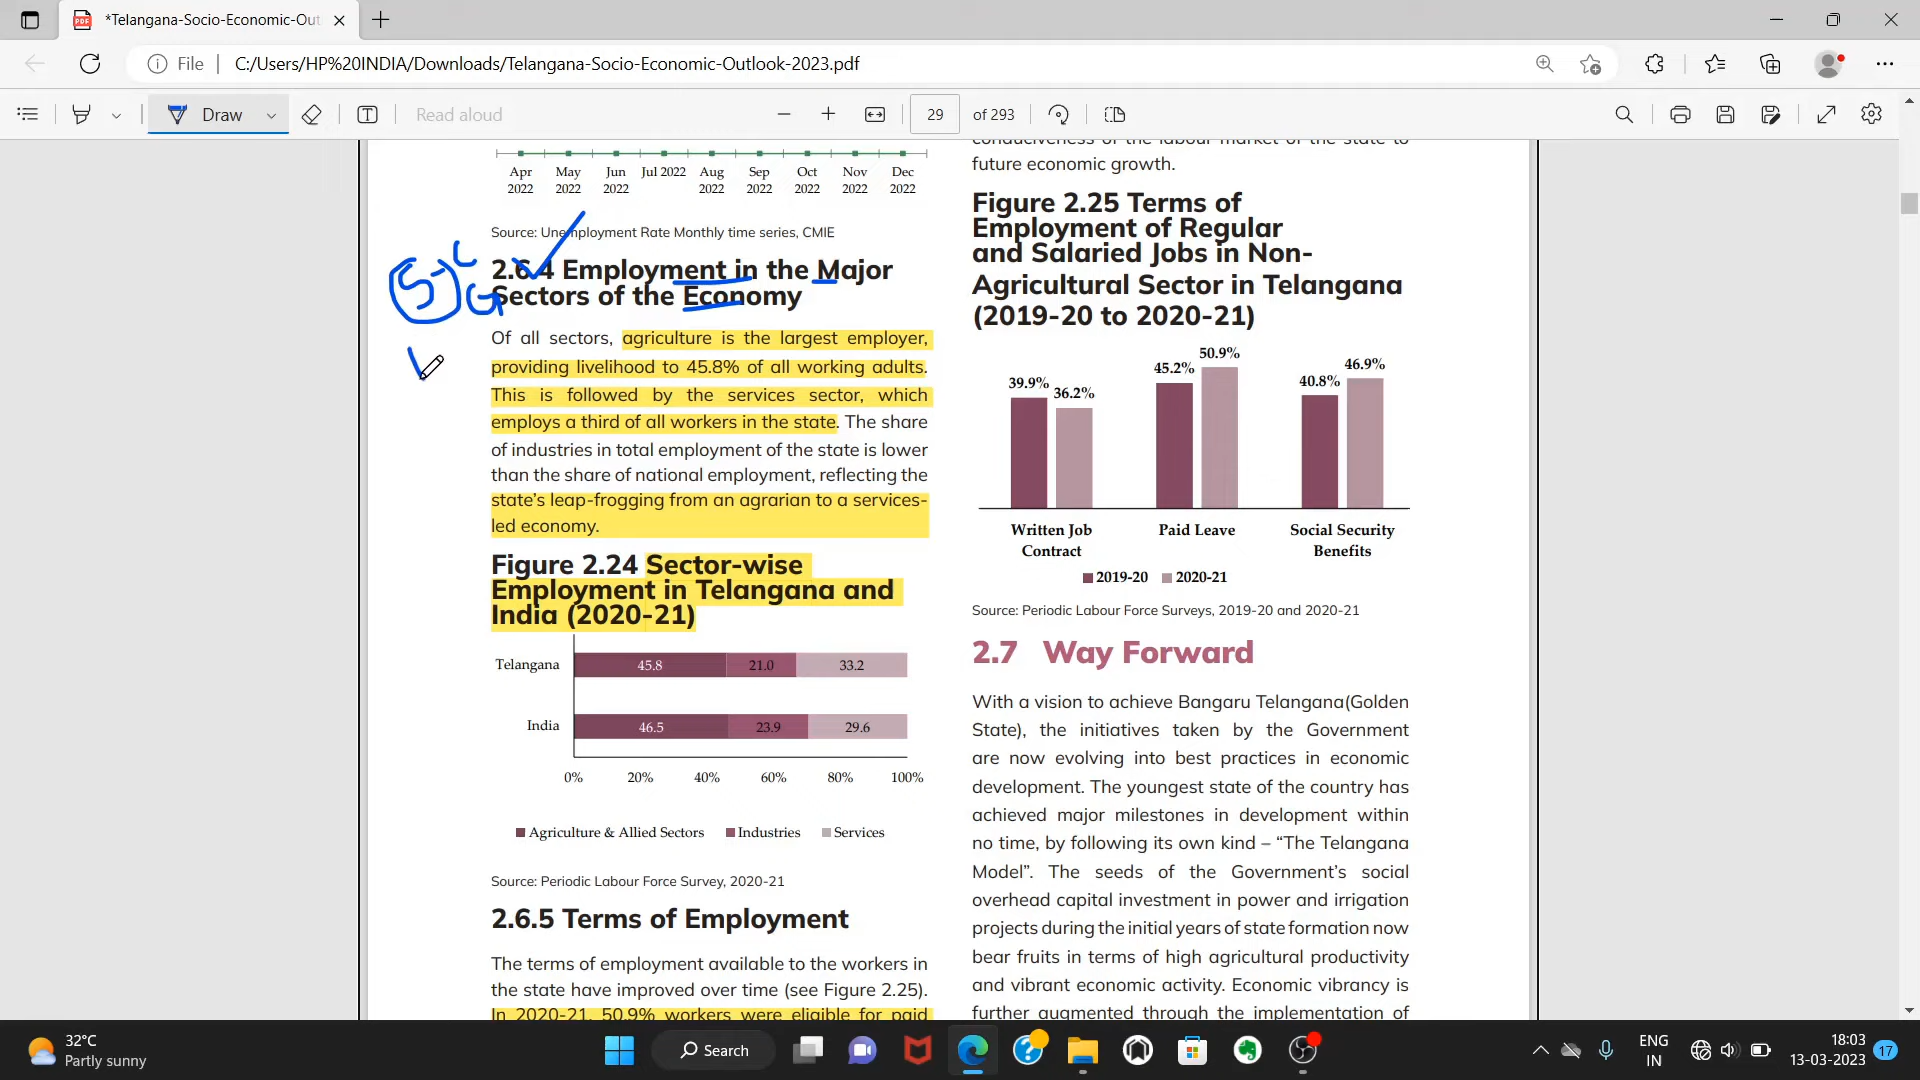 *Telangana-Socio-Economic-Out
File
C:/Users/HP%20INDIA/Downloads/Telangana-Socio-Economic-Outlook-2023.pdf
Draw
Read aloud
29
of 293
Apr 2022
May 2022
Jun 2022
Jul 2022
Aug 2022
Sep 2022
Oct 2022
Nov 2022
Dec 2022
Source: Unemployment Rate Monthly time series, CMIE
2.6.4 Employment in the Major
Sectors of the Economy
Of all sectors, agriculture is the largest employer,
providing livelihood to 45.8% of all working adults.
This is followed by the services sector, which
employs a third of all workers in the state. The share
of industries in total employment of the state is lower
than the share of national employment, reflecting the
state's leap-frogging from an agrarian to a services-
led economy.
Figure 2.24 Sector-wise
Employment in Telangana and
India (2020-21)
Telangana
45.8
21.0
33.2
India
46.5
23.9
29.6
0%
20%
40%
60%
80%
100%
Agriculture & Allied Sectors
Industries
Services
Source: Periodic Labour Force Survey, 2020-21
2.6.5 Terms of Employment
The terms of employment available to the workers in
the state have improved over time (see Figure 2.25).
In 2020-21, 50.9% workers were eligible for paid
conduciveness of the labour market of the state to
future economic growth.
Figure 2.25 Terms of
Employment of Regular
and Salaried Jobs in Non-
Agricultural Sector in Telangana
(2019-20 to 2020-21)
39.9%
36.2%
45.2%
50.9%
40.8%
46.9%
Written Job
Contract
Paid Leave
Social Security
Benefits
2019-20
2020-21
Source: Periodic Labour Force Surveys, 2019-20 and 2020-21
2.7 Way Forward
With a vision to achieve Bangaru Telangana(Golden
State), the initiatives taken by the Government
are now evolving into best practices in economic
development. The youngest state of the country has
achieved major milestones in development within
no time, by following its own kind – “The Telangana
Model”. The seeds of the Government's social
overhead capital investment in power and irrigation
projects during the initial years of state formation now
bear fruits in terms of high agricultural productivity
and vibrant economic activity. Economic vibrancy is
further augmented through the implementation of
32°C
Partly sunny
Search
ENG
IN
18:03
13-03-2023
17